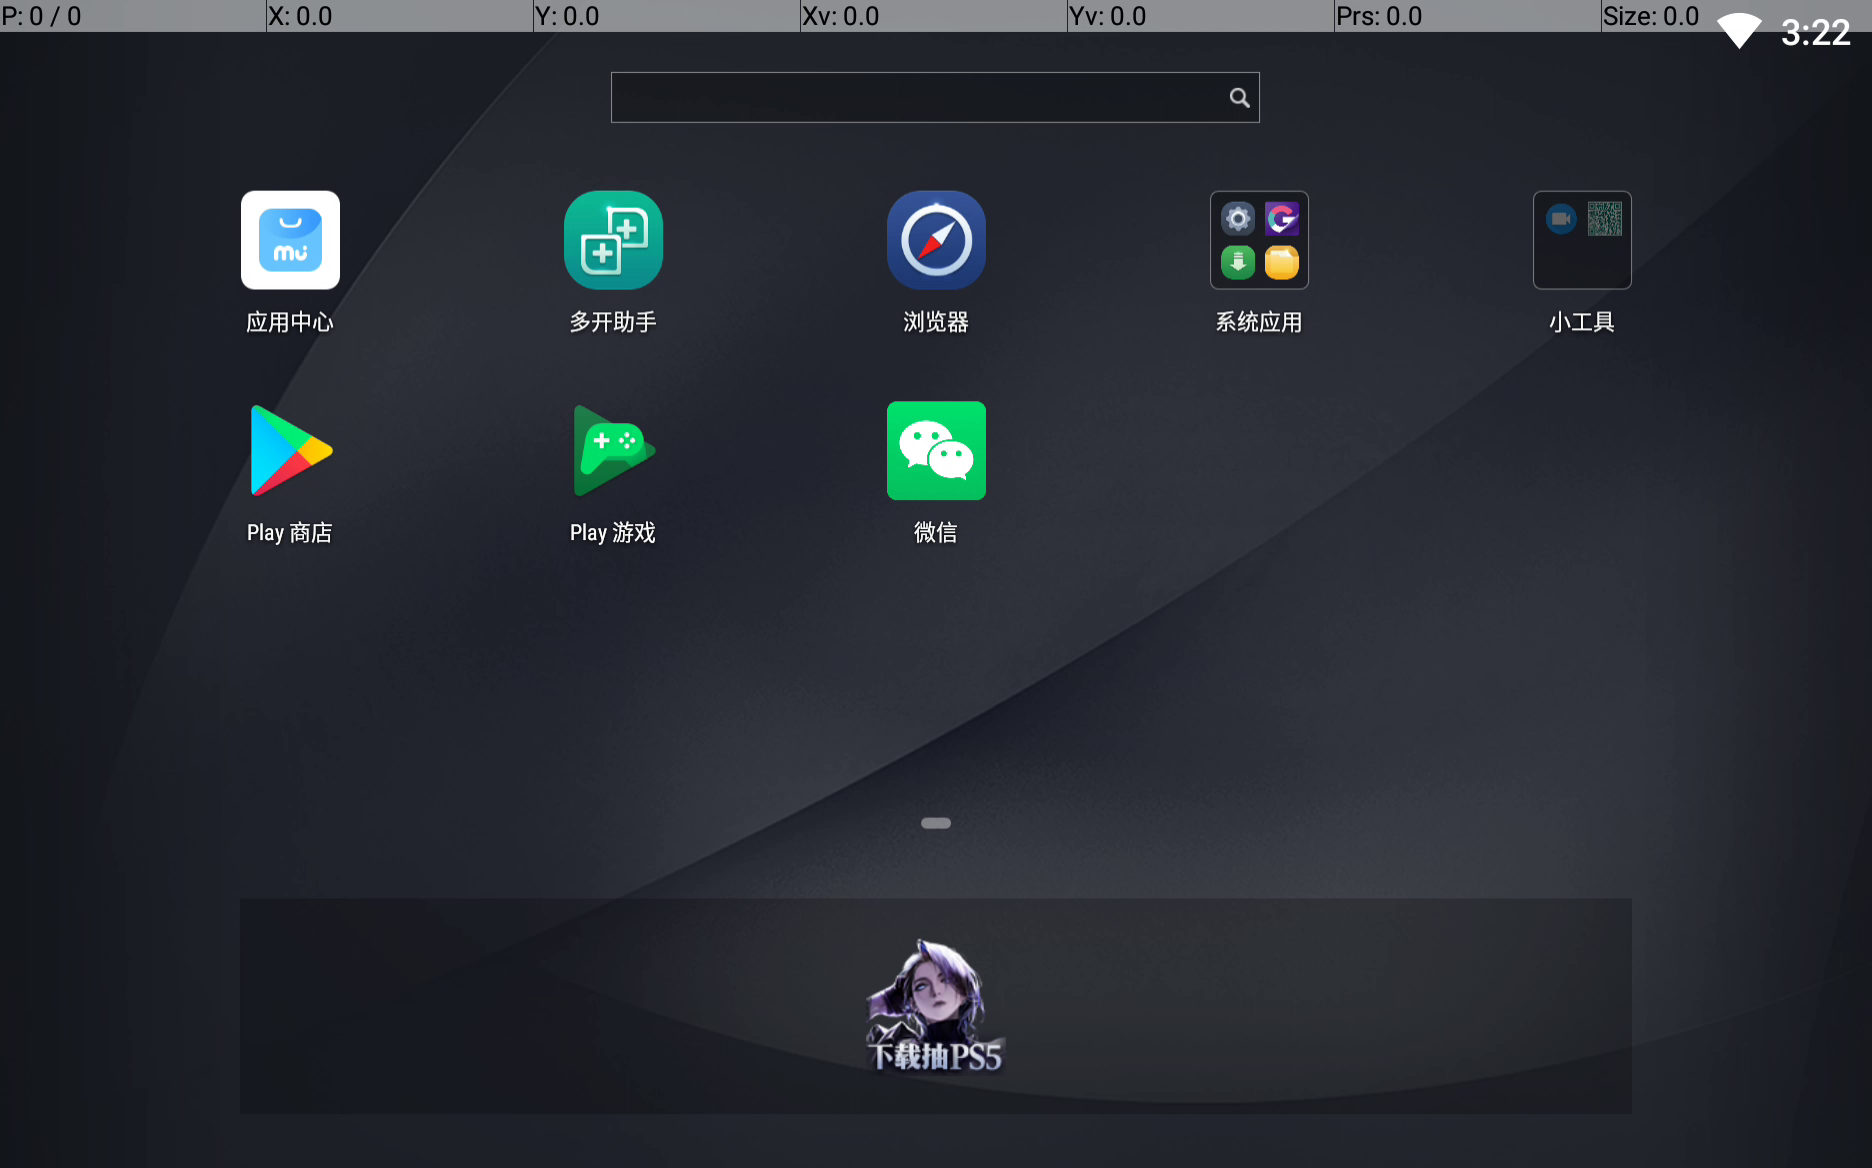 P: 0 / 0
X: 0.0
Y: 0.0
Xv: 0.0
Yv: 0.0
Prs: 0.0
Size: 0.0
3:22
mu
应用中心
多开助手
浏览器
系统应用
小工具
Play 商店
Play 游戏
微信
下载抽PS5